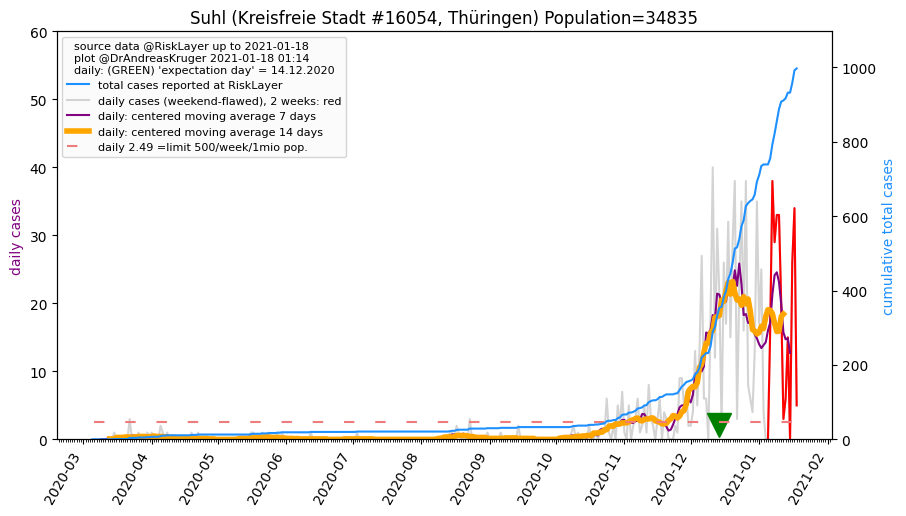 Suhl (Kreisfreie Stadt #16054, Thüringen) Population=34835
source data @RiskLayer up to 2021-01-18
plot @DrAndreasKruger 2021-01-18 01:14
daily: (GREEN) 'expectation day' = 14.12.2020
total cases reported at RiskLayer
daily cases (weekend-flawed), 2 weeks: red
daily: centered moving average 7 days
daily: centered moving average 14 days
daily 2.49 =limit 500/week/1mio pop.
daily cases
60
50
40
30
20
10
0
cumulative total cases
1000
800
600
400
200
0
2020-03
2020-04
2020-05
2020-06
2020-07
2020-08
2020-09
2020-10
2020-11
2020-12
2021-01
2021-02